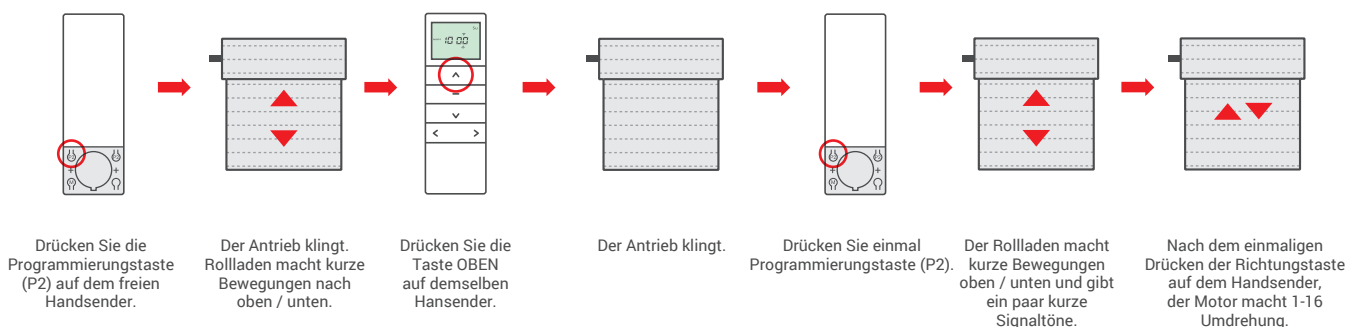 Drücken Sie die
Programmierungstaste
(P2) auf dem freien
Handsender.
Der Antrieb klingt.
Rollladen macht kurze
Bewegungen nach
oben / unten.
Drücken Sie die
Taste OBEN
auf demselben
Hansender.
Der Antrieb klingt.
Drücken Sie einmal
Programmierungstaste (P2).
Der Rollladen macht
kurze Bewegungen
oben / unten und gibt
ein paar kurze
Signaltöne.
Nach dem einmaligen
Drücken der Richtungstaste
auf dem Handsender,
der Motor macht 1-16
Umdrehung.